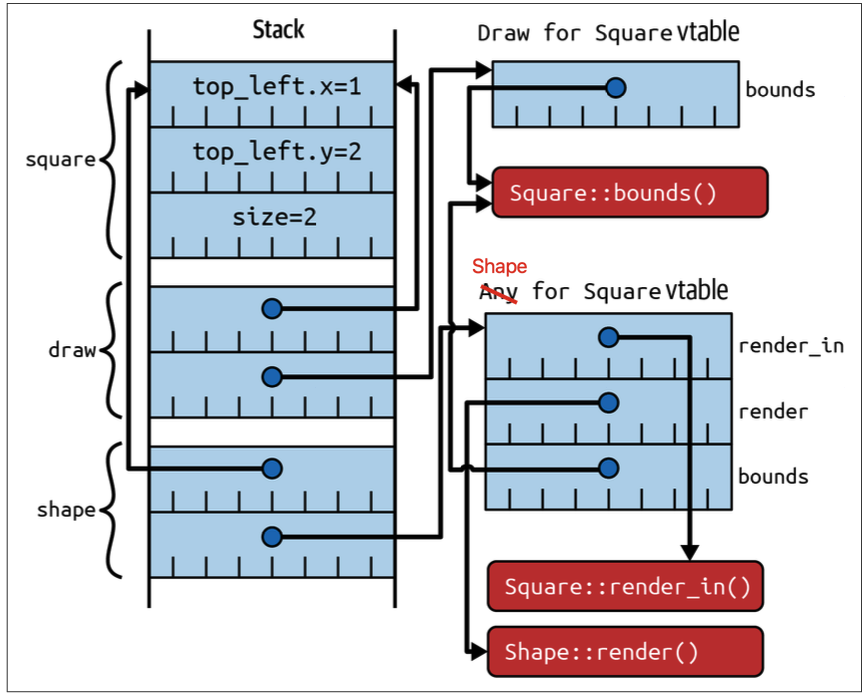 Stack
Draw for Square vtable
top_left.x=1
bounds
top_left.y=2
square
Square::bounds()
size=2
Shape
Any for Square vtable
draw
render_in
render
bounds
shape
Square::render_in()
Shape::render()